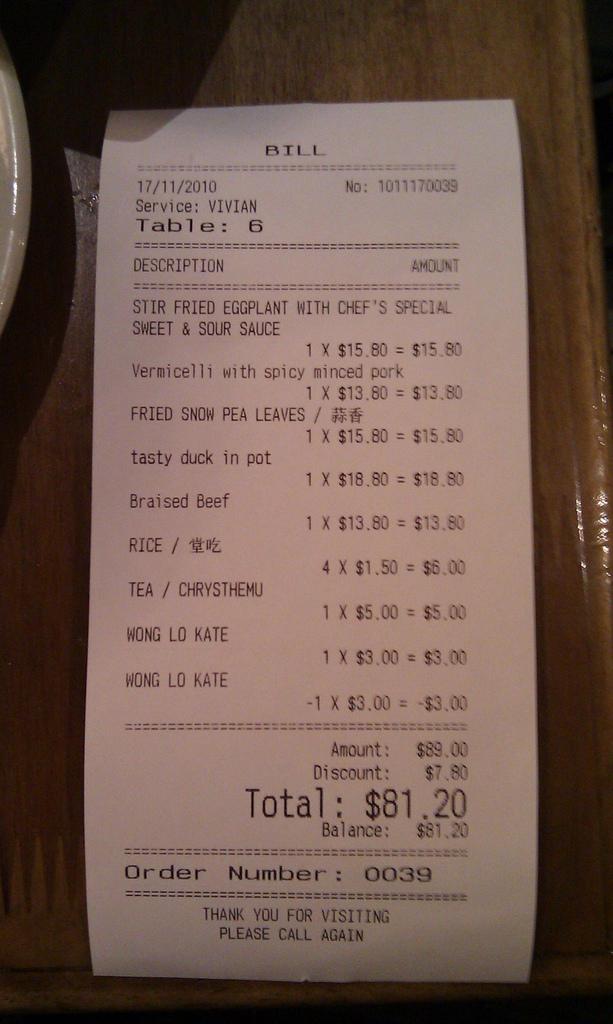 BILL
17/11/2010 No: 1011170039
Service: VIVIAN
Table: 6
DESCRIPTION AMOUNT
STIR FRIED EGGPLANT WITH CHEF'S SPECIAL
SWEET & SOUR SAUCE
1 X $15.80 = $15.80
Vermicelli with spicy minced pork
1 X $13.80 = $13.80
FRIED SNOW PEA LEAVES / 蒜香
1 X $15.80 = $15.80
tasty duck in pot
1 X $18.80 = $18.80
Braised Beef
1 X $13.80 = $13.80
RICE / 堂吃
4 X $1.50 = $6.00
TEA / CHRYSTHEMU
1 X $5.00 = $5.00
WONG LO KATE
1 X $3.00 = $3.00
WONG LO KATE
-1 X $3.00 = -$3.00
Amount: $89.00
Discount: $7.80
Total: $81.20
Balance: $81.20
Order Number: 0039
THANK YOU FOR VISITING
PLEASE CALL AGAIN